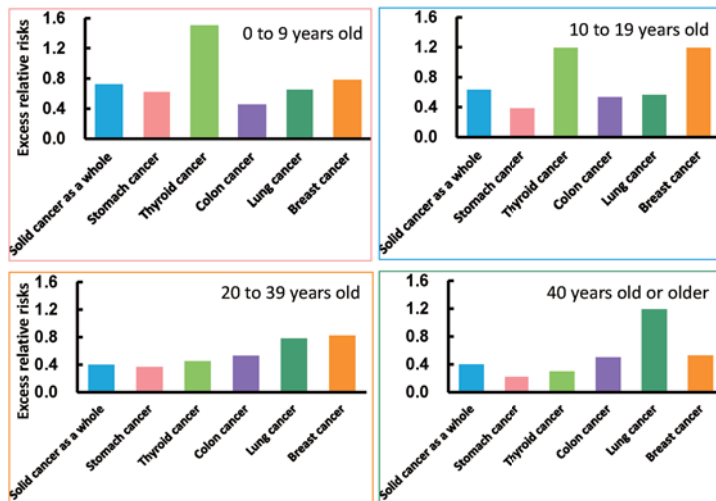 Excess relative risks
1.6
1.2
0.8
0.4
0.0
0 to 9 years old
Solid cancer as a whole
Stomach cancer
Thyroid cancer
Colon cancer
Lung cancer
Breast cancer
1.6
1.2
0.8
0.4
0.0
10 to 19 years old
Solid cancer as a whole
Stomach cancer
Thyroid cancer
Colon cancer
Lung cancer
Breast cancer
Excess relative risks
1.6
1.2
0.8
0.4
0.0
20 to 39 years old
Solid cancer as a whole
Stomach cancer
Thyroid cancer
Colon cancer
Lung cancer
Breast cancer
1.6
1.2
0.8
0.4
0.0
40 years old or older
Solid cancer as a whole
Stomach cancer
Thyroid cancer
Colon cancer
Lung cancer
Breast cancer